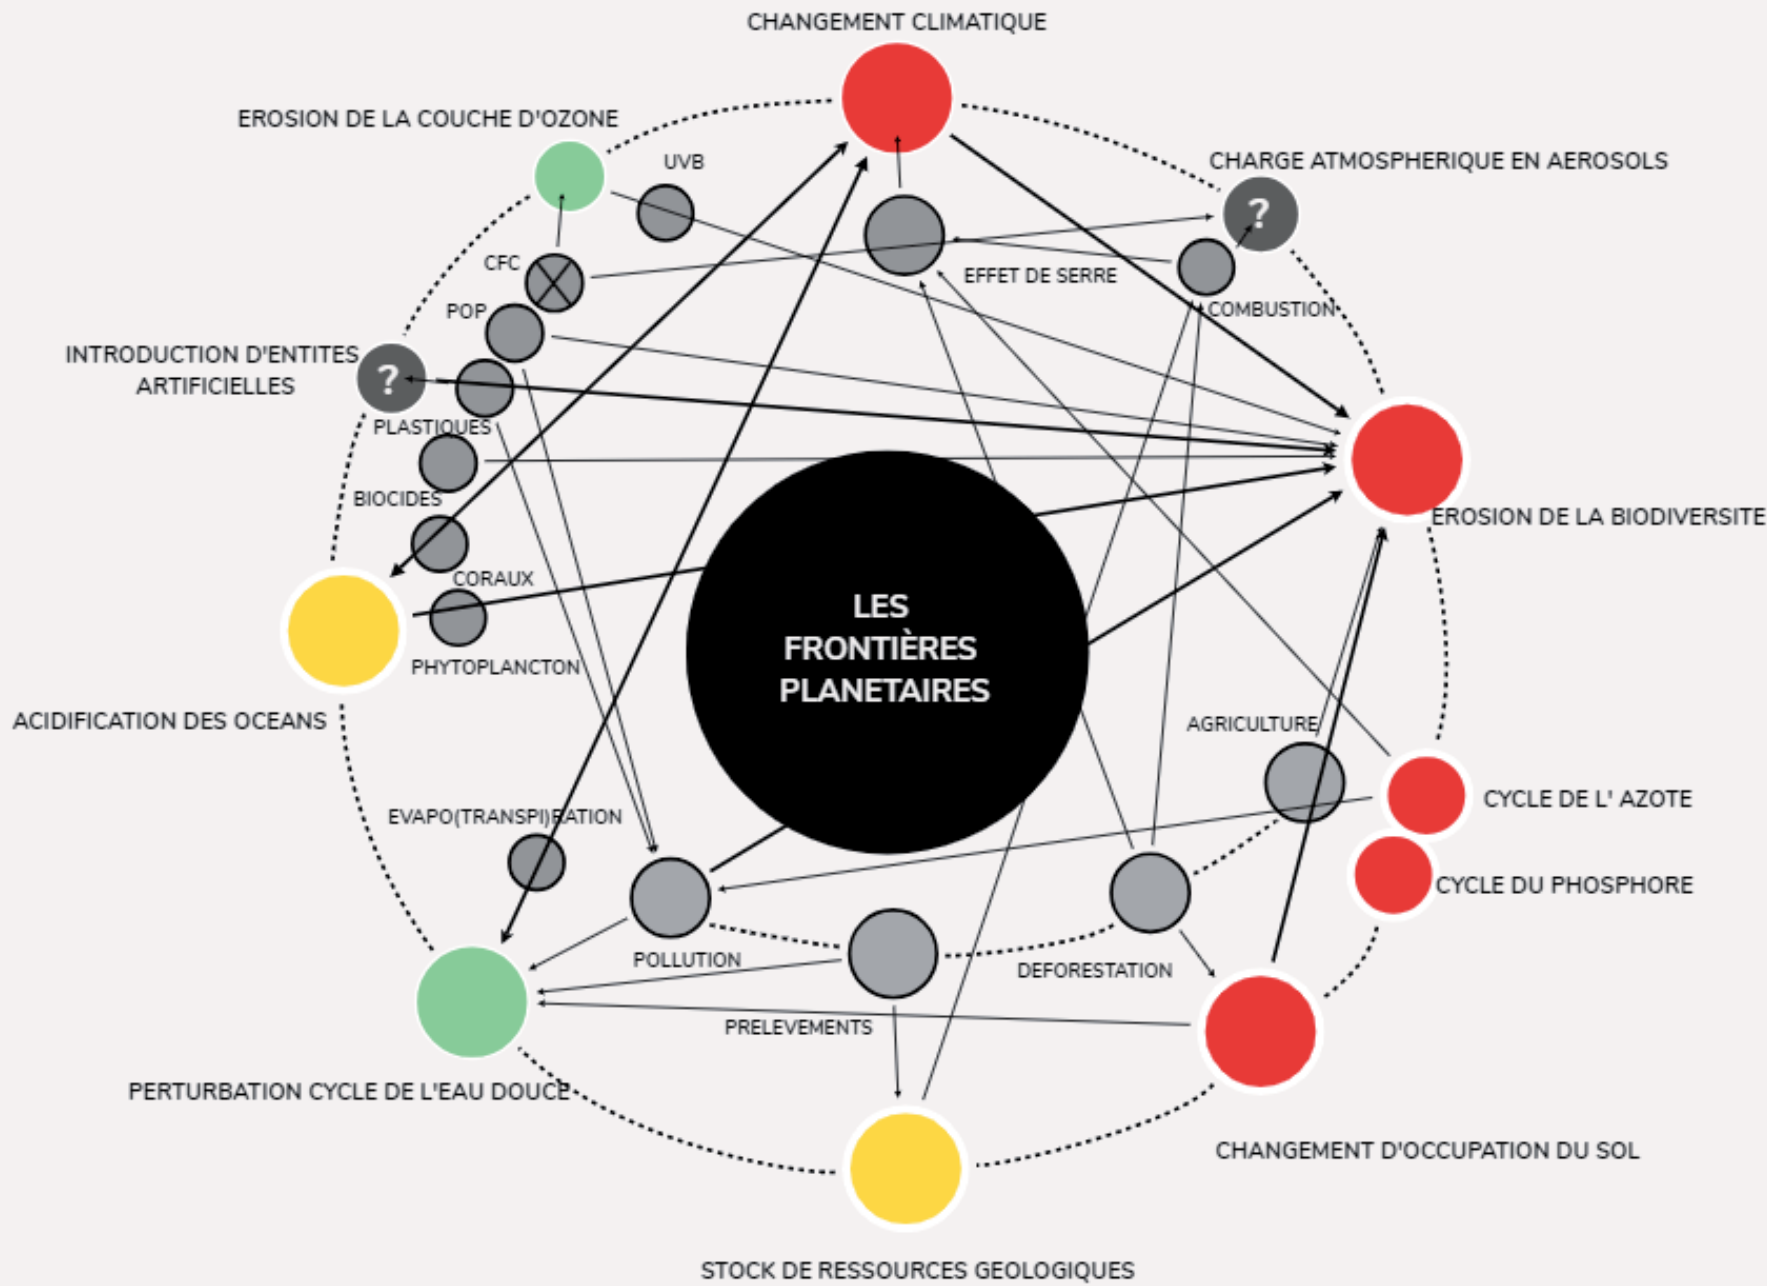 CHANGEMENT CLIMATIQUE
EROSION DE LA COUCHE D'OZONE
UVB
CHARGE ATMOSPHERIQUE EN AEROSOLS
?
CFC
EFFET DE SERRE
COMBUSTION
POP
INTRODUCTION D'ENTITES
ARTIFICIELLES
?
PLASTIQUES
BIOCIDES
EROSION DE LA BIODIVERSITE
CORAUX
LES
FRONTIÈRES
PLANETAIRES
PHYTOPLANCTON
ACIDIFICATION DES OCEANS
AGRICULTURE
CYCLE DE L' AZOTE
EVAPO(TRANSPI)RATION
CYCLE DU PHOSPHORE
POLLUTION
DEFORESTATION
PRELEVEMENTS
PERTURBATION CYCLE DE L'EAU DOUCE
CHANGEMENT D'OCCUPATION DU SOL
STOCK DE RESSOURCES GEOLOGIQUES